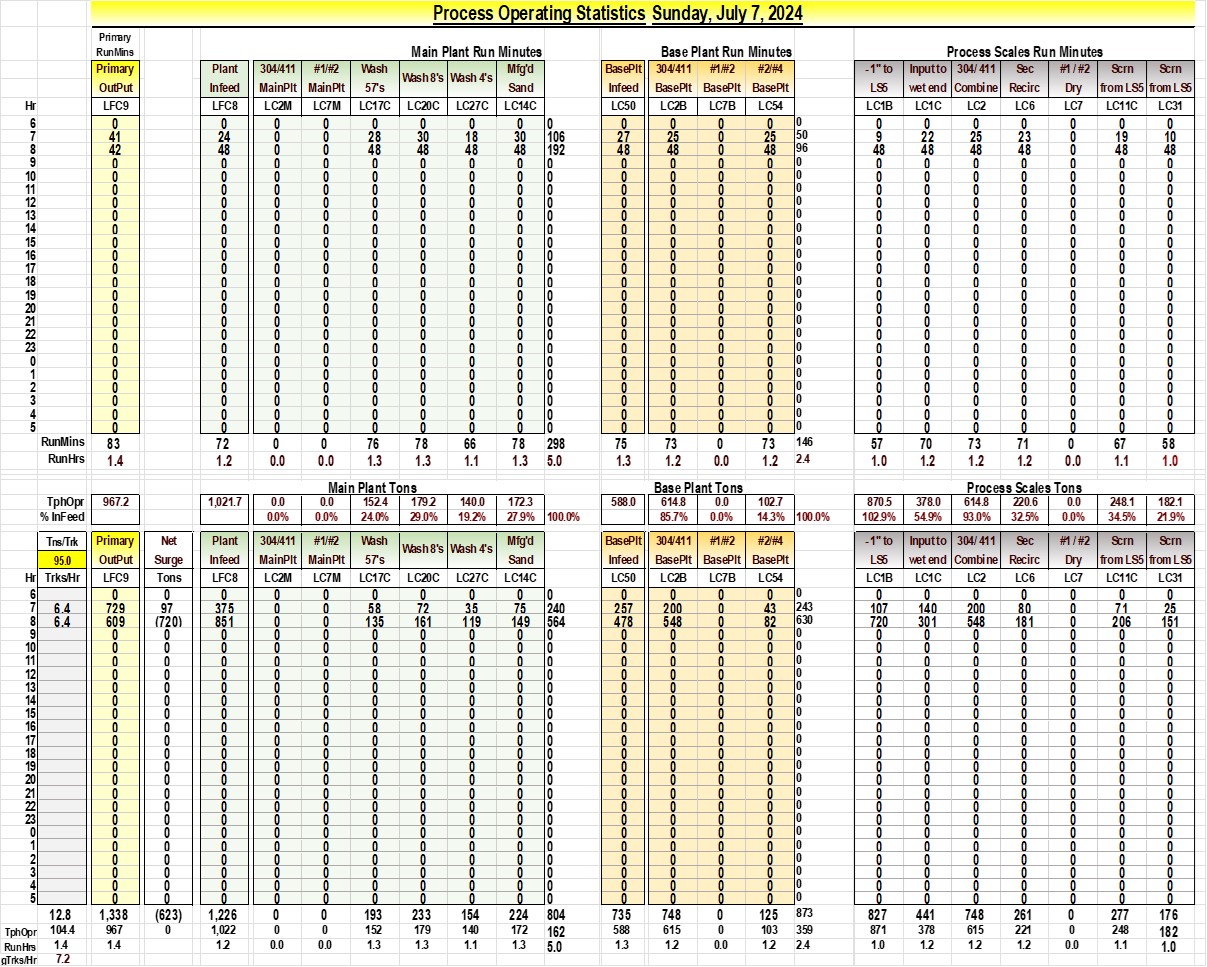 Process Operating Statistics Sunday, July 7, 2024
Primary
RunMins Main Plant Run Minutes Base Plant Run Minutes Process Scales Run Minutes
Primary Plant 304/411 #1/#2 Wash Wash 8's Wash 4's Mfg'd BasePlt 304/411 #1/#2 #2/#4 -1" to Input to 304/ 411 Sec #1 / #2 Scrn Scrn
OutPut Infeed MainPlt MainPlt 57's Sand Infeed BasePlt BasePlt BasePlt LS5 wet end Combine Recirc Dry from LS5 from LS5
Hr LFC9 LFC8 LC2M LC7M LC17C LC20C LC27C LC14C LC50 LC2B LC7B LC54 LC1B LC1C LC2 LC6 LC7 LC11C LC31
6 0 0 0 0 0 0 0 0 0 0 0 0 0 0 0 0 0 0 0 0 0
7 41 24 0 0 28 30 18 30 106 27 25 0 25 50 9 22 25 23 0 19 10
8 42 48 0 0 48 48 48 48 192 48 48 0 48 96 48 48 48 48 0 48 48
9 0 0 0 0 0 0 0 0 0 0 0 0 0 0 0 0 0 0 0 0 0
10 0 0 0 0 0 0 0 0 0 0 0 0 0 0 0 0 0 0 0 0 0
11 0 0 0 0 0 0 0 0 0 0 0 0 0 0 0 0 0 0 0 0 0
12 0 0 0 0 0 0 0 0 0 0 0 0 0 0 0 0 0 0 0 0 0
13 0 0 0 0 0 0 0 0 0 0 0 0 0 0 0 0 0 0 0 0 0
14 0 0 0 0 0 0 0 0 0 0 0 0 0 0 0 0 0 0 0 0 0
15 0 0 0 0 0 0 0 0 0 0 0 0 0 0 0 0 0 0 0 0 0
16 0 0 0 0 0 0 0 0 0 0 0 0 0 0 0 0 0 0 0 0 0
17 0 0 0 0 0 0 0 0 0 0 0 0 0 0 0 0 0 0 0 0 0
18 0 0 0 0 0 0 0 0 0 0 0 0 0 0 0 0 0 0 0 0 0
19 0 0 0 0 0 0 0 0 0 0 0 0 0 0 0 0 0 0 0 0 0
20 0 0 0 0 0 0 0 0 0 0 0 0 0 0 0 0 0 0 0 0 0
21 0 0 0 0 0 0 0 0 0 0 0 0 0 0 0 0 0 0 0 0 0
22 0 0 0 0 0 0 0 0 0 0 0 0 0 0 0 0 0 0 0 0 0
23 0 0 0 0 0 0 0 0 0 0 0 0 0 0 0 0 0 0 0 0 0
0 0 0 0 0 0 0 0 0 0 0 0 0 0 0 0 0 0 0 0 0 0
1 0 0 0 0 0 0 0 0 0 0 0 0 0 0 0 0 0 0 0 0 0
2 0 0 0 0 0 0 0 0 0 0 0 0 0 0 0 0 0 0 0 0 0
3 0 0 0 0 0 0 0 0 0 0 0 0 0 0 0 0 0 0 0 0 0
4 0 0 0 0 0 0 0 0 0 0 0 0 0 0 0 0 0 0 0 0 0
5 0 0 0 0 0 0 0 0 0 0 0 0 0 0 0 0 0 0 0 0 0
RunMins 83 72 0 0 76 78 66 78 298 75 73 0 73 146 57 70 73 71 0 67 58
RunHrs 1.4 1.2 0.0 0.0 1.3 1.3 1.1 1.3 5.0 1.3 1.2 0.0 1.2 2.4 1.0 1.2 1.2 1.2 0.0 1.1 1.0
Main Plant Tons Base Plant Tons Process Scales Tons
TphOpr 967.2 1,021.7 0.0 0.0 152.4 179.2 140.0 172.3 588.0 614.8 0.0 102.7 870.5 378.0 614.8 220.6 0.0 248.1 182.1
% InFeed 0.0% 0.0% 24.0% 29.0% 19.2% 27.9% 100.0% 85.7% 0.0% 14.3% 100.0% 102.9% 54.9% 93.0% 32.5% 0.0% 34.5% 21.9%
Tns/Trk Primary Net Plant 304/411 #1/#2 Wash Wash 8's Wash 4's Mfg'd BasePlt 304/411 #1/#2 #2/#4 -1" to Input to 304/ 411 Sec #1 / #2 Scrn Scrn
95.0 OutPut Surge Infeed MainPlt MainPlt 57's Sand Infeed BasePlt BasePlt BasePlt LS5 wet end Combine Recirc Dry from LS5 from LS5
Hr Trks/Hr LFC9 Tons LFC8 LC2M LC7M LC17C LC20C LC27C LC14C LC50 LC2B LC7B LC54 LC1B LC1C LC2 LC6 LC7 LC11C LC31
6 0 0 0 0 0 0 0 0 0 0 0 0 0 0 0 0 0 0 0 0 0 0
7 6.4 729 97 375 0 0 58 72 35 75 240 257 200 0 43 243 107 140 200 80 0 71 25
8 6.4 609 (720) 851 0 0 135 161 119 149 564 478 548 0 82 630 720 301 548 181 0 206 151
9 0 0 0 0 0 0 0 0 0 0 0 0 0 0 0 0 0 0 0 0 0 0
10 0 0 0 0 0 0 0 0 0 0 0 0 0 0 0 0 0 0 0 0 0 0
11 0 0 0 0 0 0 0 0 0 0 0 0 0 0 0 0 0 0 0 0 0 0
12 0 0 0 0 0 0 0 0 0 0 0 0 0 0 0 0 0 0 0 0 0 0
13 0 0 0 0 0 0 0 0 0 0 0 0 0 0 0 0 0 0 0 0 0 0
14 0 0 0 0 0 0 0 0 0 0 0 0 0 0 0 0 0 0 0 0 0 0
15 0 0 0 0 0 0 0 0 0 0 0 0 0 0 0 0 0 0 0 0 0 0
16 0 0 0 0 0 0 0 0 0 0 0 0 0 0 0 0 0 0 0 0 0 0
17 0 0 0 0 0 0 0 0 0 0 0 0 0 0 0 0 0 0 0 0 0 0
18 0 0 0 0 0 0 0 0 0 0 0 0 0 0 0 0 0 0 0 0 0 0
19 0 0 0 0 0 0 0 0 0 0 0 0 0 0 0 0 0 0 0 0 0 0
20 0 0 0 0 0 0 0 0 0 0 0 0 0 0 0 0 0 0 0 0 0 0
21 0 0 0 0 0 0 0 0 0 0 0 0 0 0 0 0 0 0 0 0 0 0
22 0 0 0 0 0 0 0 0 0 0 0 0 0 0 0 0 0 0 0 0 0 0
23 0 0 0 0 0 0 0 0 0 0 0 0 0 0 0 0 0 0 0 0 0 0
0 0 0 0 0 0 0 0 0 0 0 0 0 0 0 0 0 0 0 0 0 0 0
1 0 0 0 0 0 0 0 0 0 0 0 0 0 0 0 0 0 0 0 0 0 0
2 0 0 0 0 0 0 0 0 0 0 0 0 0 0 0 0 0 0 0 0 0 0
3 0 0 0 0 0 0 0 0 0 0 0 0 0 0 0 0 0 0 0 0 0 0
4 0 0 0 0 0 0 0 0 0 0 0 0 0 0 0 0 0 0 0 0 0 0
5 0 0 0 0 0 0 0 0 0 0 0 0 0 0 0 0 0 0 0 0 0 0
12.8 1,338 (623) 1,226 0 0 193 233 154 224 804 735 748 0 125 873 827 441 748 261 0 277 176
TphOpr 104.4 967 0 1,022 0 0 152 179 140 172 162 588 615 0 103 359 871 378 615 221 0 248 182
RunHrs 1.4 1.4 1.2 0.0 0.0 1.3 1.3 1.1 1.3 5.0 1.3 1.2 0.0 1.2 2.4 1.0 1.2 1.2 1.2 0.0 1.1 1.0
gTrks/Hr 7.2